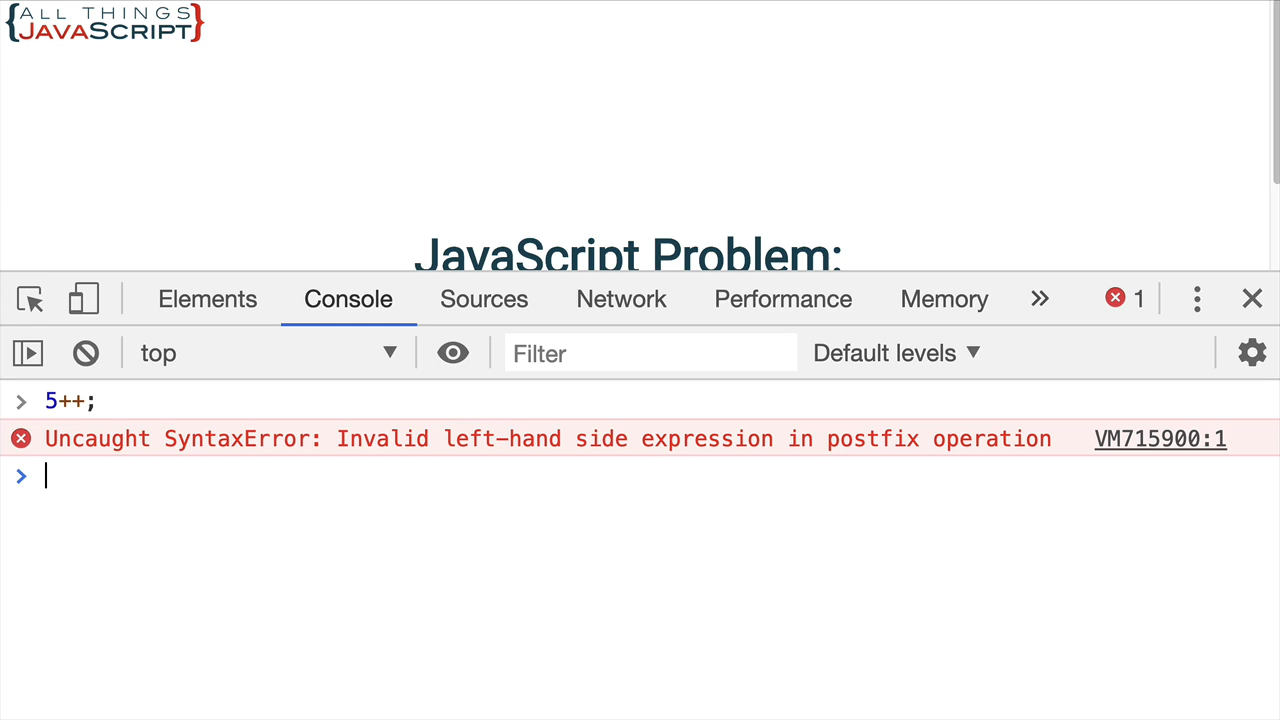 {ALL THINGS
JAVASCRIPT}
JavaScript Problem:
Elements Console Sources Network Performance Memory » 1
top Filter Default levels
> 5++;
Uncaught SyntaxError: Invalid left-hand side expression in postfix operation VM715900:1
>